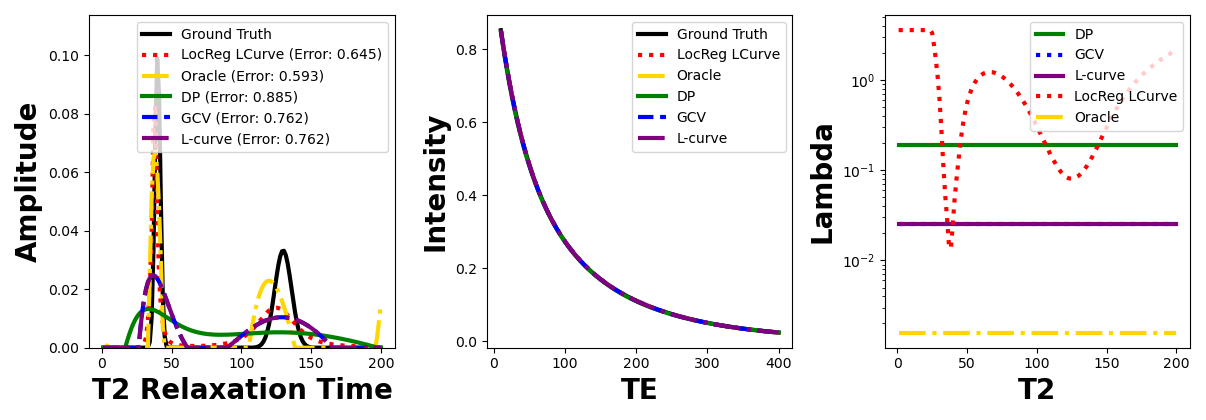 Amplitude
0.10
0.08
0.06
0.04
0.02
0.00
Ground Truth
LocReg LCurve (Error: 0.645)
Oracle (Error: 0.593)
DP (Error: 0.885)
GCV (Error: 0.762)
L-curve (Error: 0.762)
0 50 100 150 200
T2 Relaxation Time
Intensity
0.8
0.6
0.4
0.2
0.0
Ground Truth
LocReg LCurve
Oracle
DP
GCV
L-curve
0 100 200 300 400
TE
Lambda
10⁰
10⁻¹
10⁻²
DP
GCV
L-curve
LocReg LCurve
Oracle
0 50 100 150 200
T2